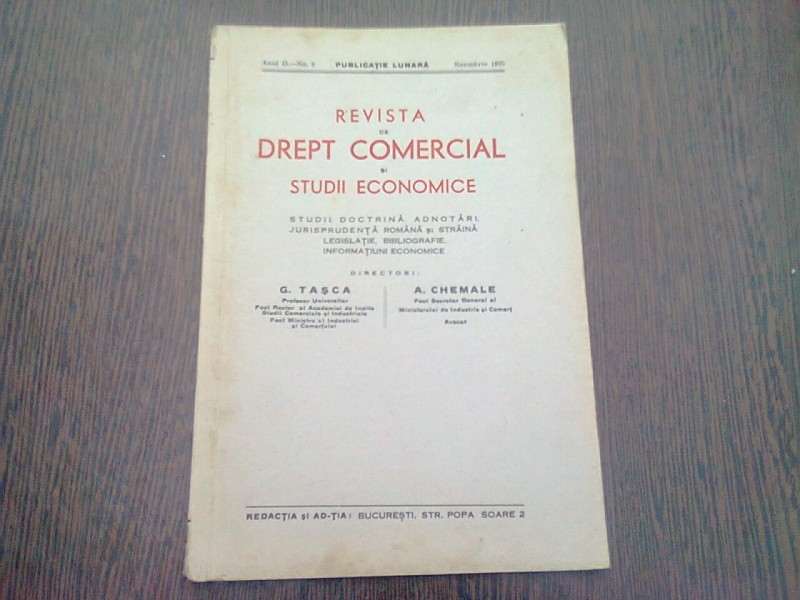 Anul II.—No. 9 PUBLICAȚIE LUNARĂ Noembrie 1935
REVISTA
DE
DREPT COMERCIAL
ȘI
STUDII ECONOMICE
STUDII, DOCTRINĂ, ADNOTĂRI,
JURISPRUDENȚĂ ROMÂNĂ ȘI STRĂINĂ
LEGISLAȚIE, BIBLIOGRAFIE,
INFORMAȚIUNI ECONOMICE
DIRECTORI:
G. TAȘCA
Profesor Universitar
Fost Rector al Academiei de Inalte
Studii Comerciale și Industriale
Fost Ministru al Industriei
și Comerțului
A. CHEMALE
Fost Secretar General al
Ministerului de Industrie și Comerț
Avocat
REDACȚIA ȘI AD-ȚIA: BUCUREȘTI, STR. POPA SOARE 2